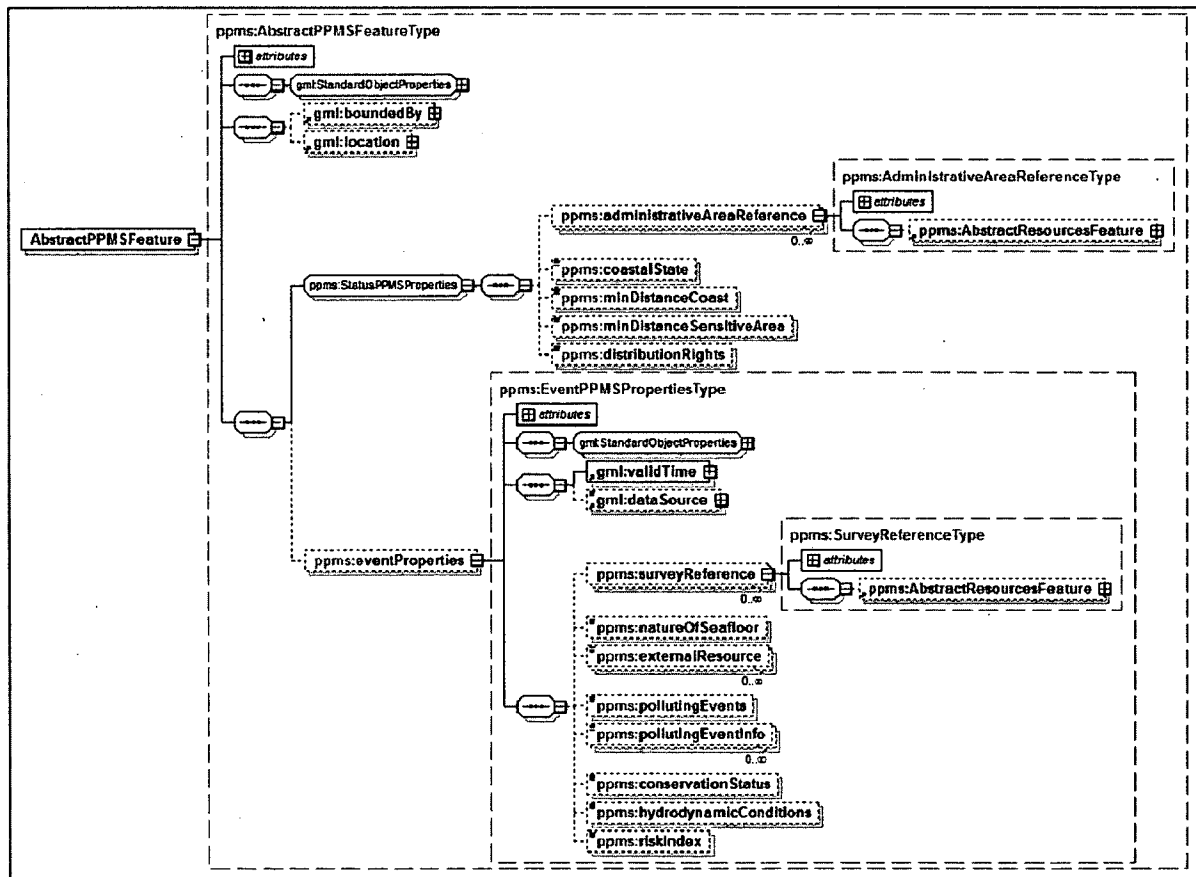 ppms:AbstractPPMSFeatureType
attributes
gml:StandardObjectProperties
gml:boundedBy
gml:location
AbstractPPMSFeature
ppms:StatusPPMSProperties
ppms:administrativeAreaReference
0..∞
ppms:AdministrativeAreaReferenceType
attributes
ppms:AbstractResourcesFeature
ppms:coastalState
ppms:minDistanceCoast
ppms:minDistanceSensitiveArea
ppms:distributionRights
ppms:EventPPMSPropertiesType
attributes
gml:StandardObjectProperties
gml:validTime
gml:dataSource
ppms:eventProperties
ppms:surveyReference
0..∞
ppms:SurveyReferenceType
attributes
ppms:AbstractResourcesFeature
ppms:natureOfSeafloor
ppms:externalResource
0..∞
ppms:pollutingEvents
ppms:pollutingEventInfo
0..∞
ppms:conservationStatus
ppms:hydrodynamicConditions
ppms:riskIndex